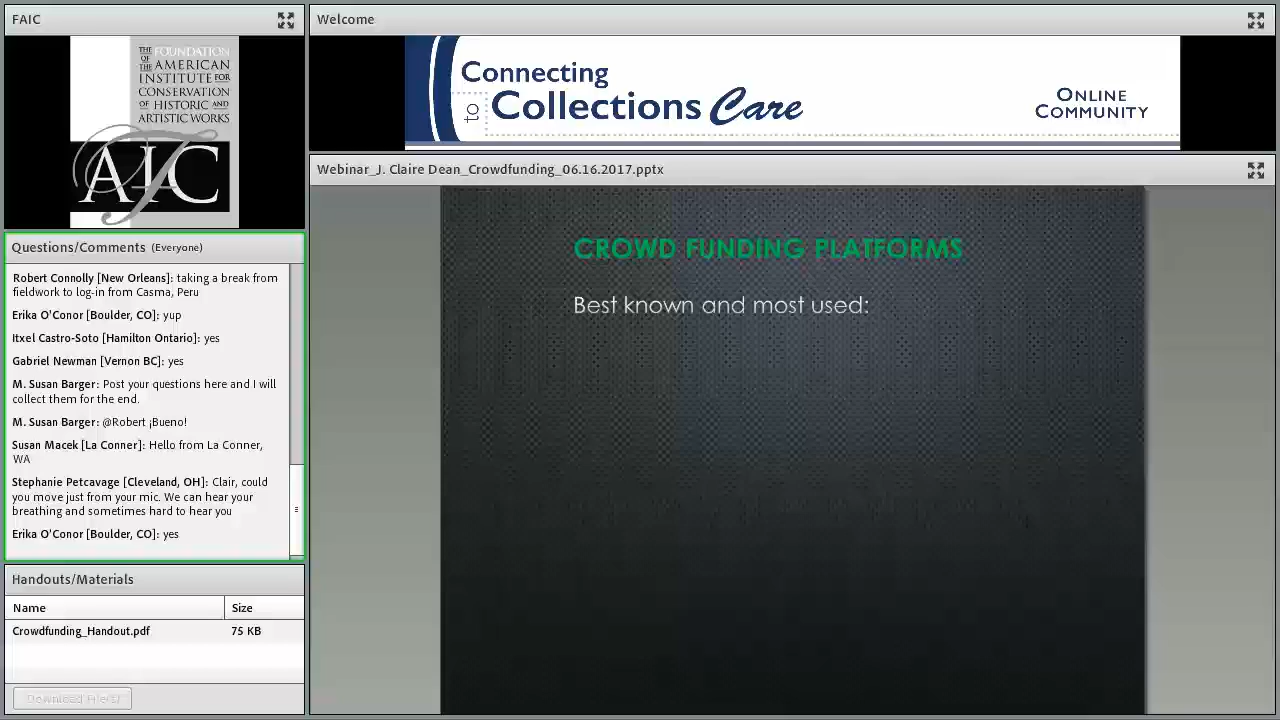 FAIC
THE FOUNDATION
OF THE AMERICAN
INSTITUTE FOR
CONSERVATION
OF HISTORIC AND
ARTISTIC WORKS
AIC
Questions/Comments (Everyone)
Robert Connolly [New Orleans]: taking a break from
fieldwork to log-in from Casma, Peru
Erika O'Conor [Boulder, CO]: yup
Itxel Castro-Soto [Hamilton Ontario]: yes
Gabriel Newman [Vernon BC]: yes
M. Susan Barger: Post your questions here and I will
collect them for the end.
M. Susan Barger: @Robert ¡Bueno!
Susan Macek [La Conner]: Hello from La Conner,
WA
Stephanie Petcavage [Cleveland, OH]: Clair, could
you move just from your mic. We can hear your
breathing and sometimes hard to hear you
Erika O'Conor [Boulder, CO]: yes
Handouts/Materials
Name Size
Crowdfunding_Handout.pdf 75 KB
Download File(s)
Welcome
Connecting
to Collections Care
ONLINE
COMMUNITY
Webinar_J. Claire Dean_Crowdfunding_06.16.2017.pptx
CROWD FUNDING PLATFORMS
Best known and most used: